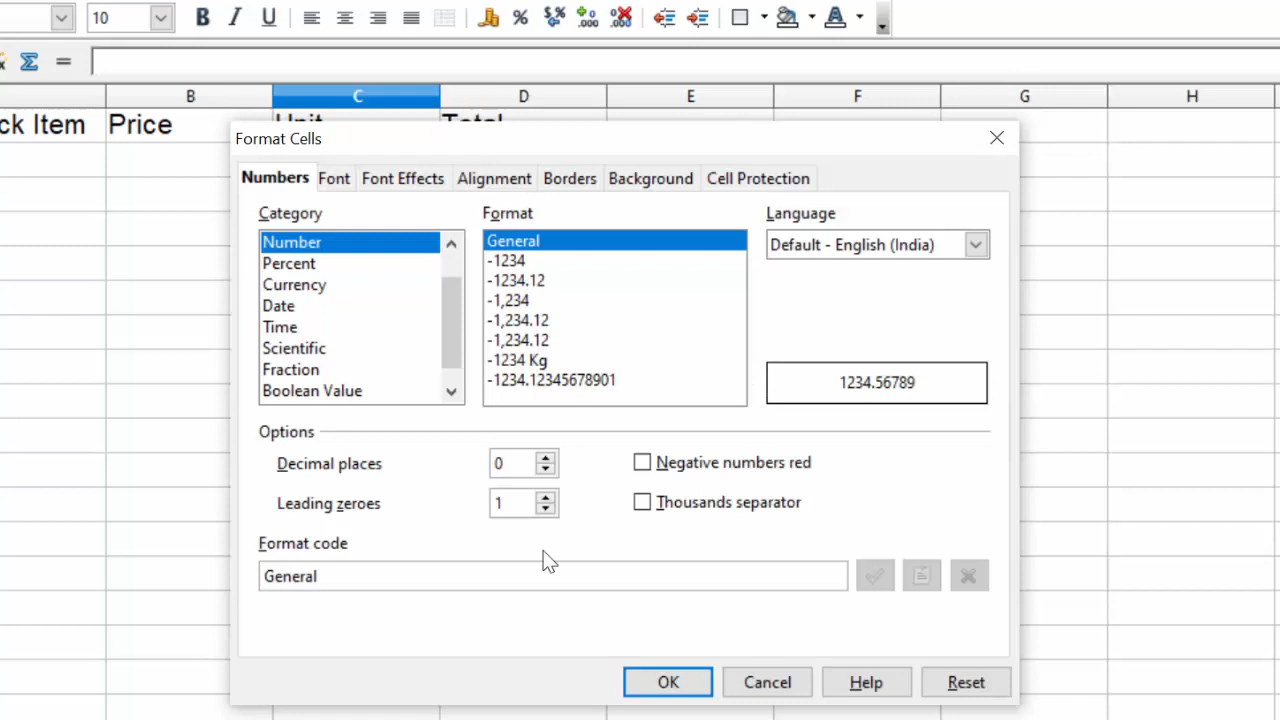 10 B I U % $% .000 .000
Σ =
B C D E F G H
ck Item Price Unit Total
Format Cells
Numbers Font Font Effects Alignment Borders Background Cell Protection
Category Format Language
Number General Default - English (India)
Percent -1234
Currency -1234.12
Date -1,234
Time -1,234.12
Scientific -1,234.12
Fraction -1234 Kg
Boolean Value -1234.12345678901
1234.56789
Options
Decimal places 0 Negative numbers red
Leading zeroes 1 Thousands separator
Format code
General
OK Cancel Help Reset